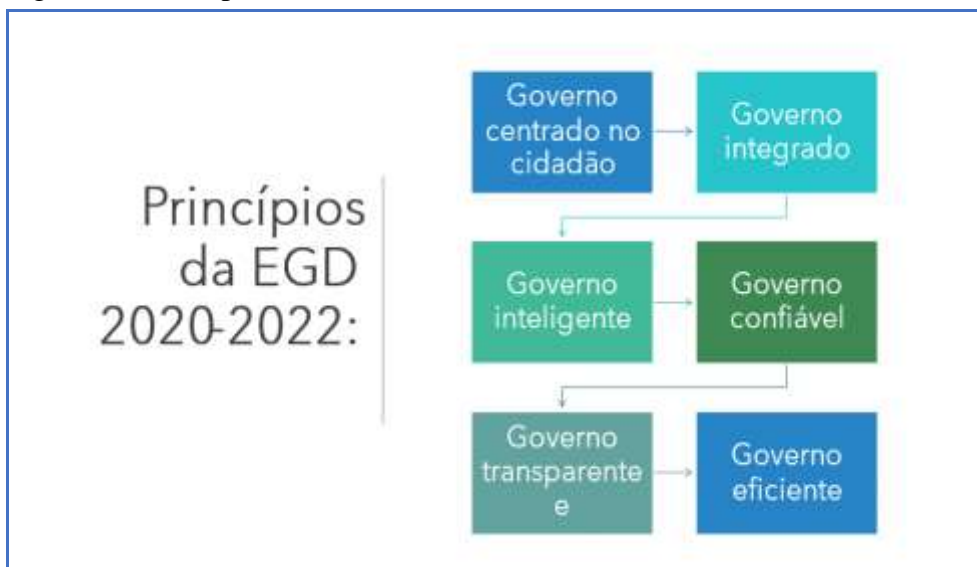 Princípios
da EGD
2020-2022:
Governo
centrado no
cidadão
Governo
integrado
Governo
inteligente
Governo
confiável
Governo
transparente
e
Governo
eficiente